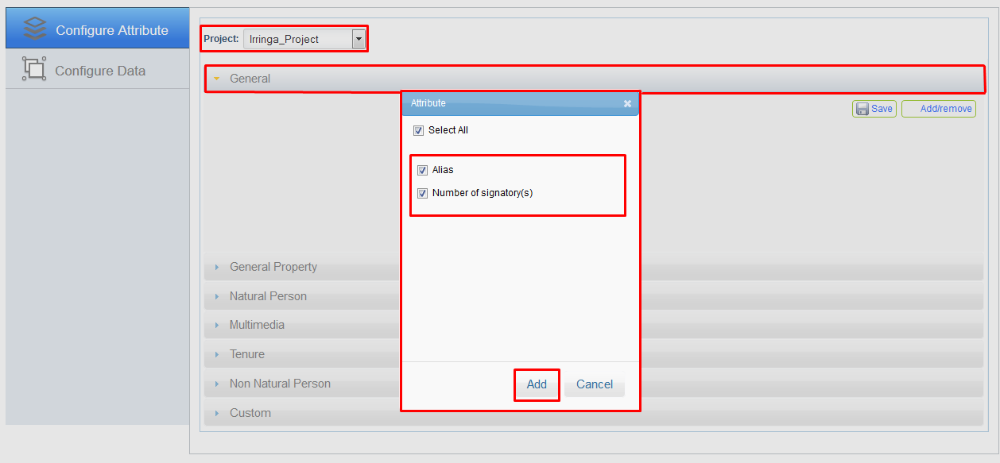 Configure Attribute
Configure Data
Project: Irringa_Project
General
Save Add/remove
Attribute
Select All
Alias
Number of signatory(s)
Add Cancel
General Property
Natural Person
Multimedia
Tenure
Non Natural Person
Custom